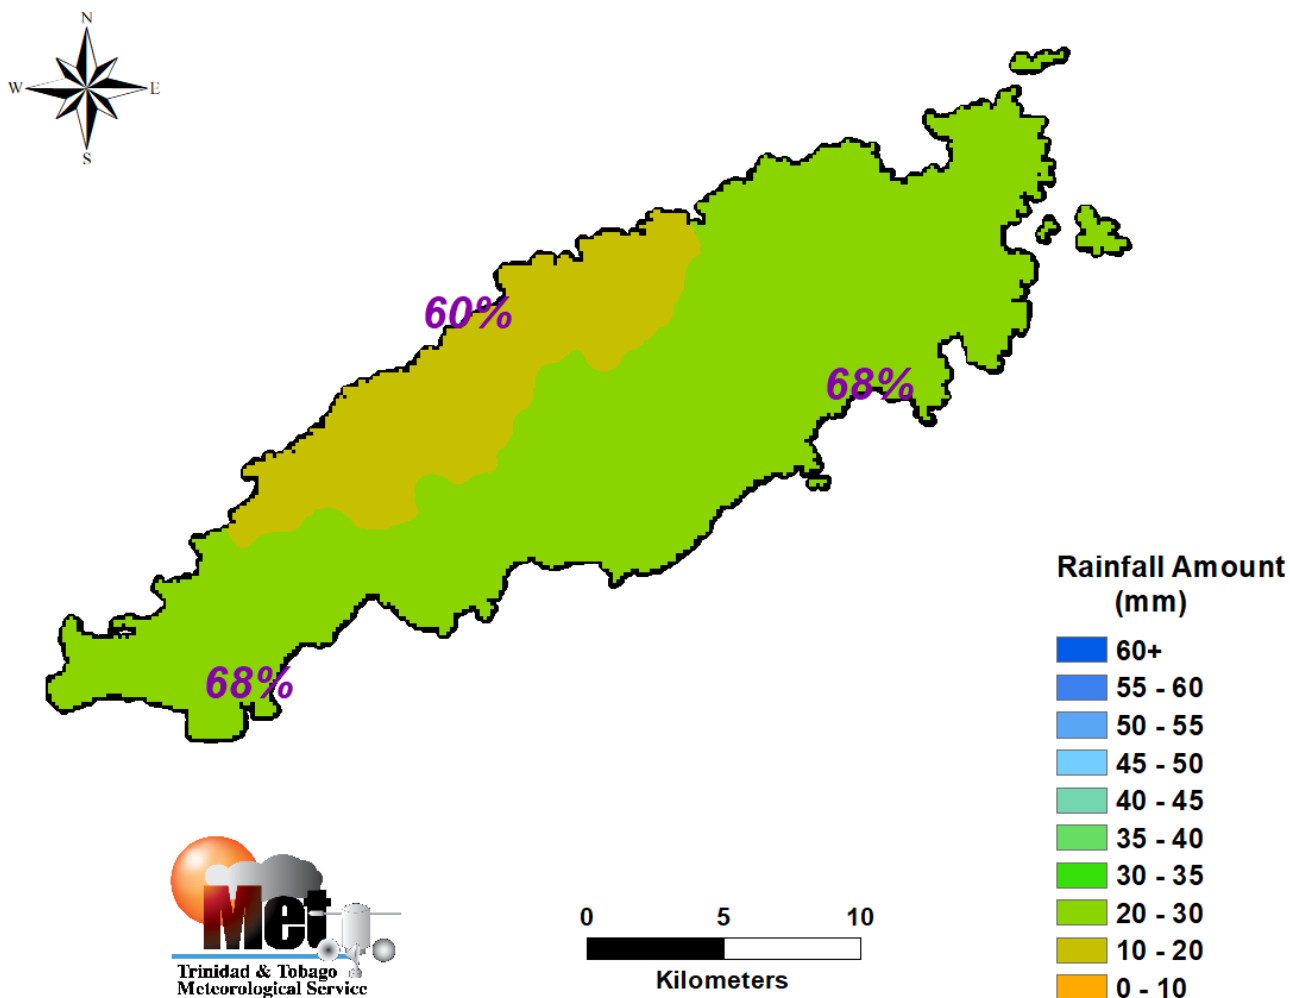 N
W
E
S
60%
68%
68%
Rainfall Amount
(mm)
60+
55 - 60
50 - 55
45 - 50
40 - 45
35 - 40
30 - 35
20 - 30
10 - 20
0 - 10
0 5 10
Kilometers
Met
Trinidad & Tobago
Meteorological Service